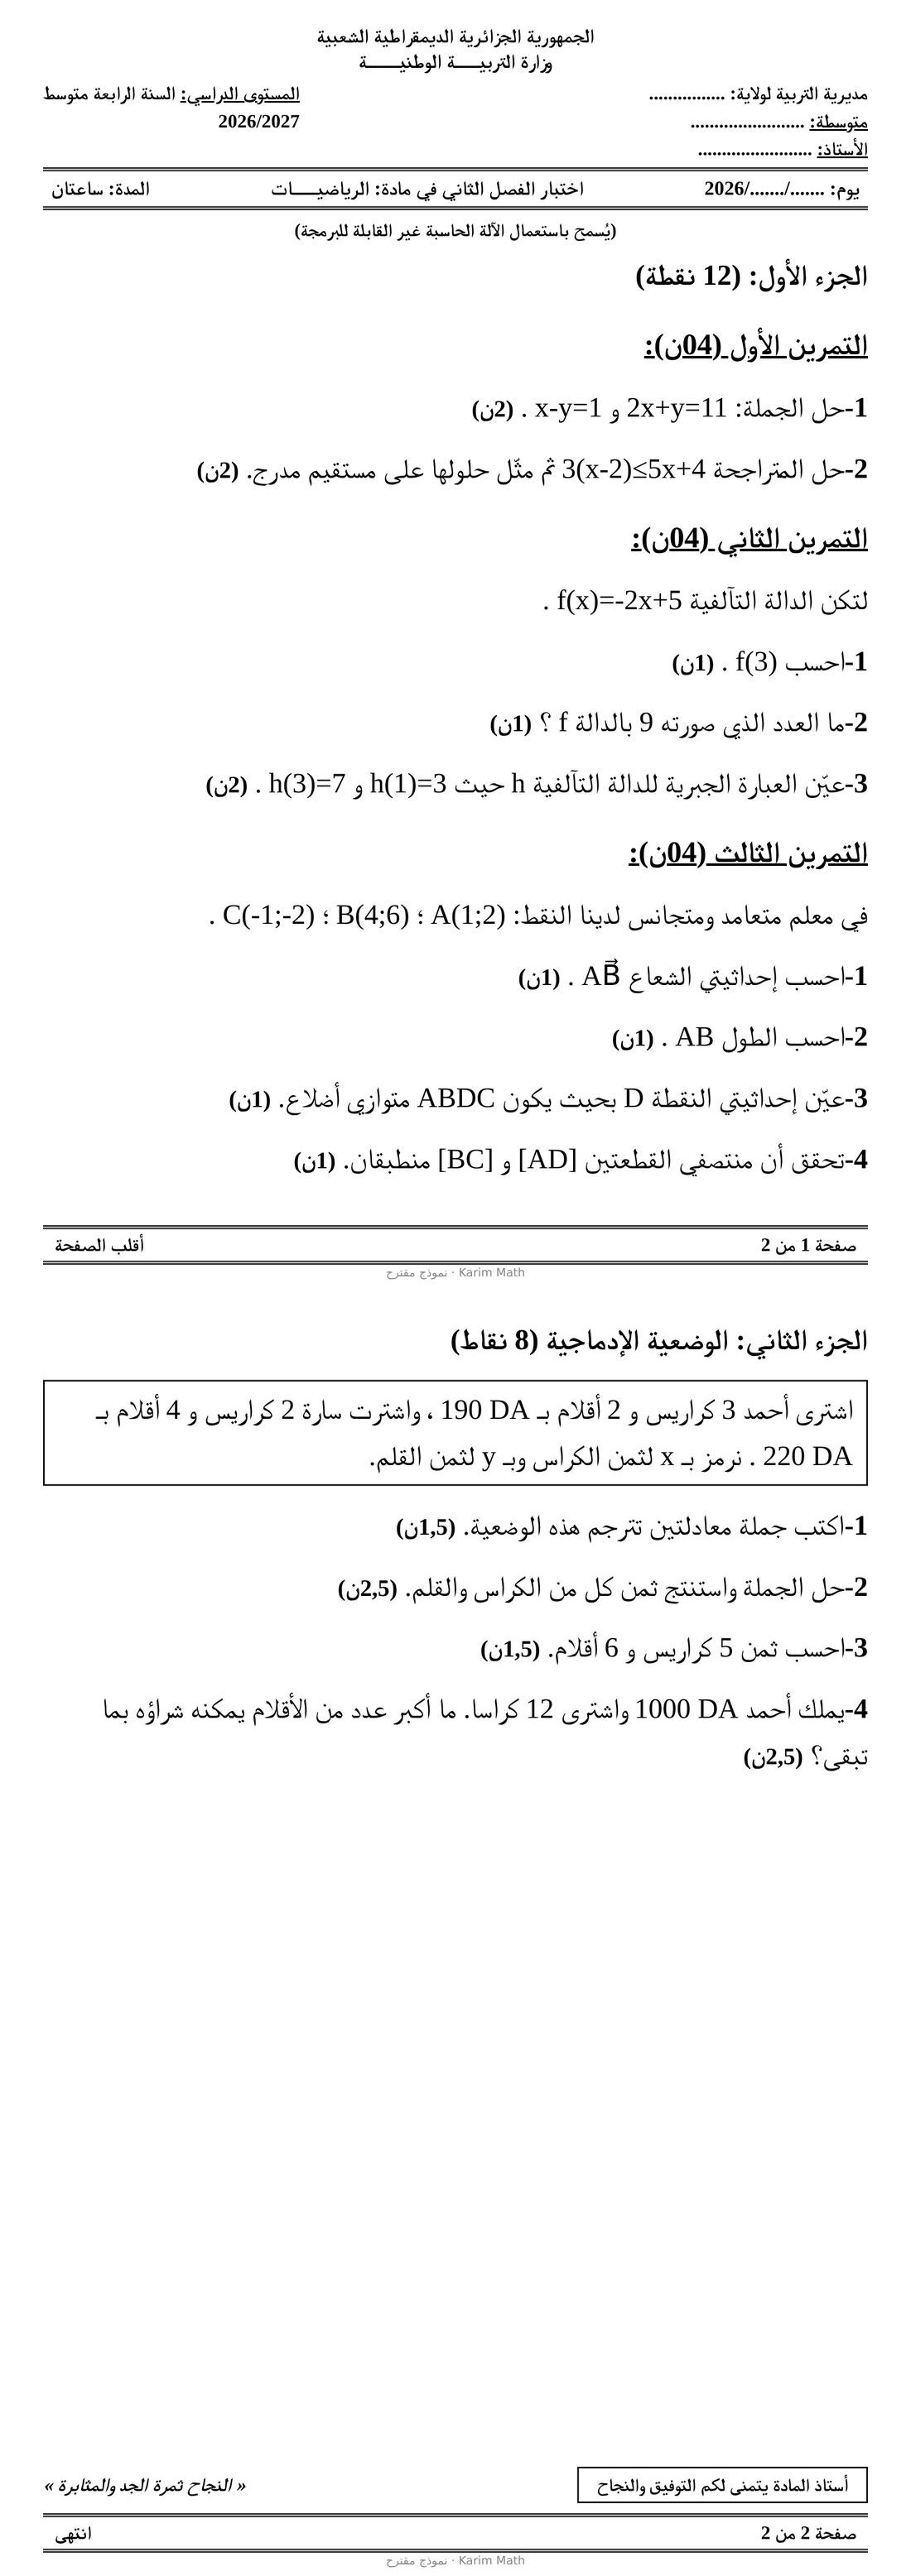 الجمهورية الجزائرية الديمقراطية الشعبية
وزارة التربيـــــة الوطنيـــــــة
مديرية التربية لولاية: ................
المستوى الدراسي: السنة الرابعة متوسط
متوسطة: ........................
2026/2027
الأستاذ: ........................
يوم: ......./......./2026
اختبار الفصل الثاني في مادة: الرياضيـــــات
المدة: ساعتان
(يُسمح باستعمال الآلة الحاسبة غير القابلة للبرمجة)
الجزء الأول: (12 نقطة)
التمرين الأول (04ن):
1-حل الجملة: 2x+y=11 و x-y=1 . (2ن)
2-حل المتراجحة 3(x-2)≤5x+4 ثم مثّل حلولها على مستقيم مدرج. (2ن)
التمرين الثاني (04ن):
لتكن الدالة التآلفية f(x)=-2x+5 .
1-احسب f(3) . (1ن)
2-ما العدد الذي صورته 9 بالدالة f ؟ (1ن)
3-عيّن العبارة الجبرية للدالة التآلفية h حيث h(1)=3 و h(3)=7 . (2ن)
التمرين الثالث (04ن):
في معلم متعامد ومتجانس لدينا النقط: A(1;2) ؛ B(4;6) ؛ C(-1;-2) .
1-احسب إحداثيتي الشعاع AB⃗ . (1ن)
2-احسب الطول AB . (1ن)
3-عيّن إحداثيتي النقطة D بحيث يكون ABDC متوازي أضلاع. (1ن)
4-تحقق أن منتصفي القطعتين [AD] و [BC] منطبقان. (1ن)
صفحة 1 من 2
أقلب الصفحة
Karim Math · نموذج مقترح
الجزء الثاني: الوضعية الإدماجية (8 نقاط)
اشترى أحمد 3 كراريس و 2 أقلام بـ 190 DA ، واشترت سارة 2 كراريس و 4 أقلام بـ
220 DA . نرمز بـ x لثمن الكراس وبـ y لثمن القلم.
1-اكتب جملة معادلتين تترجم هذه الوضعية. (1,5ن)
2-حل الجملة واستنتج ثمن كل من الكراس والقلم. (2,5ن)
3-احسب ثمن 5 كراريس و 6 أقلام. (1,5ن)
4-يملك أحمد 1000 DA واشترى 12 كراسا. ما أكبر عدد من الأقلام يمكنه شراؤه بما
تبقى؟ (2,5ن)
أستاذ المادة يتمنى لكم التوفيق والنجاح
« النجاح ثمرة الجد والمثابرة »
صفحة 2 من 2
انتهى
Karim Math · نموذج مقترح